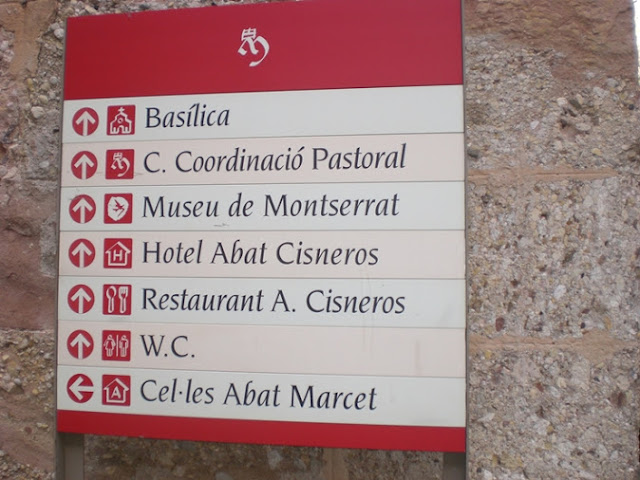 Basílica
C. Coordinació Pastoral
Museu de Montserrat
Hotel Abat Cisneros
Restaurant A. Cisneros
W.C.
Cel·les Abat Marcet